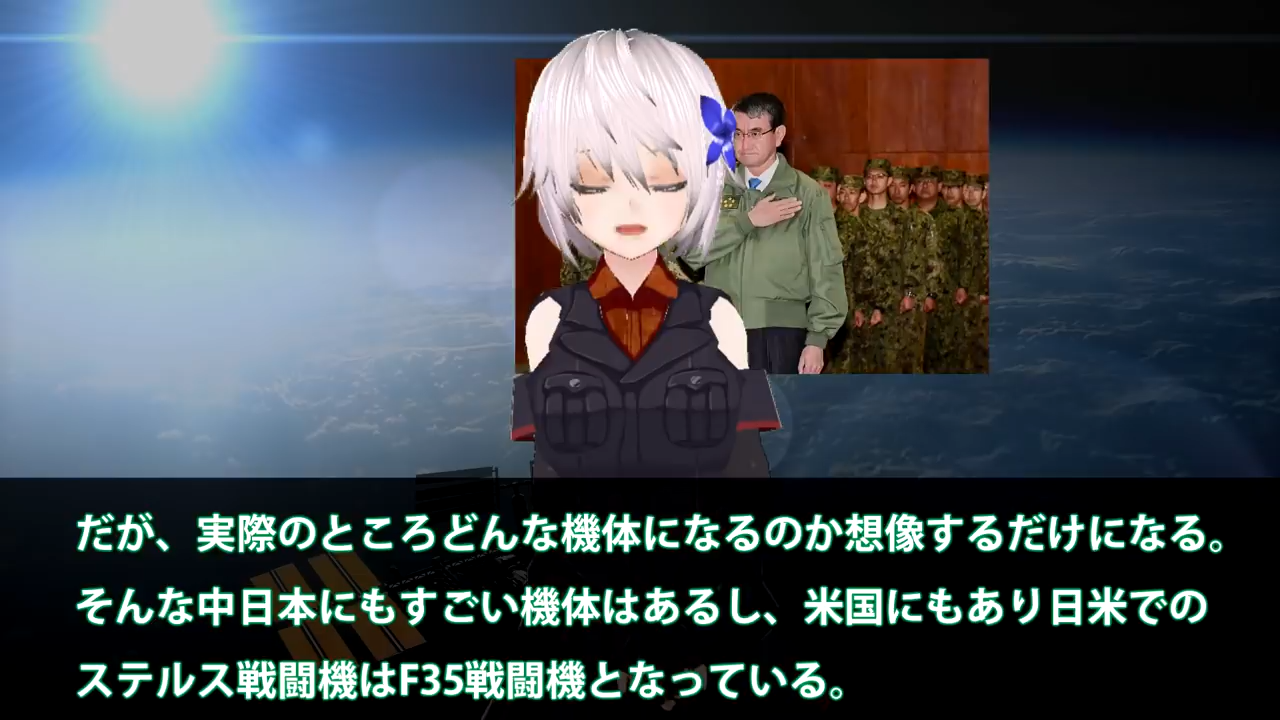 だが、実際のところどんな機体になるのか想像するだけになる。
そんな中日本にもすごい機体はあるし、米国にもあり日米での
ステルス戦闘機はF35戦闘機となっている。